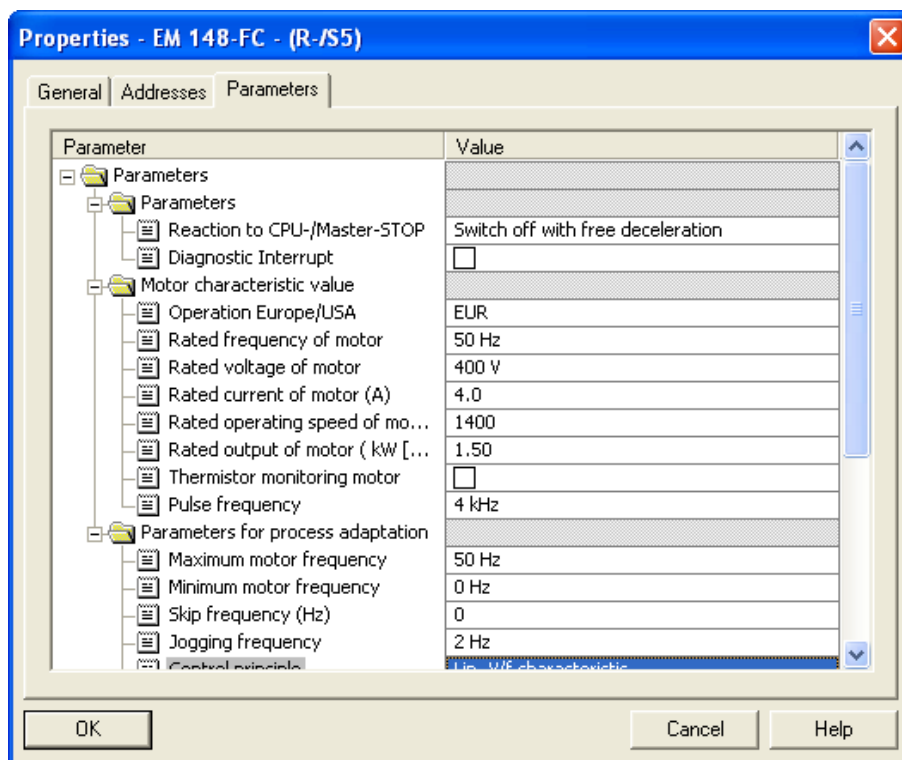 Properties - EM 148-FC - (R-/S5)
General Addresses Parameters
Parameter Value
Parameters
Parameters
Reaction to CPU-/Master-STOP Switch off with free deceleration
Diagnostic Interrupt
Motor characteristic value
Operation Europe/USA EUR
Rated frequency of motor 50 Hz
Rated voltage of motor 400 V
Rated current of motor (A) 4.0
Rated operating speed of mo... 1400
Rated output of motor ( kW [... 1.50
Thermistor monitoring motor
Pulse frequency 4 kHz
Parameters for process adaptation
Maximum motor frequency 50 Hz
Minimum motor frequency 0 Hz
Skip frequency (Hz) 0
Jogging frequency 2 Hz
Control principle Lin. V/f characteristic
OK Cancel Help